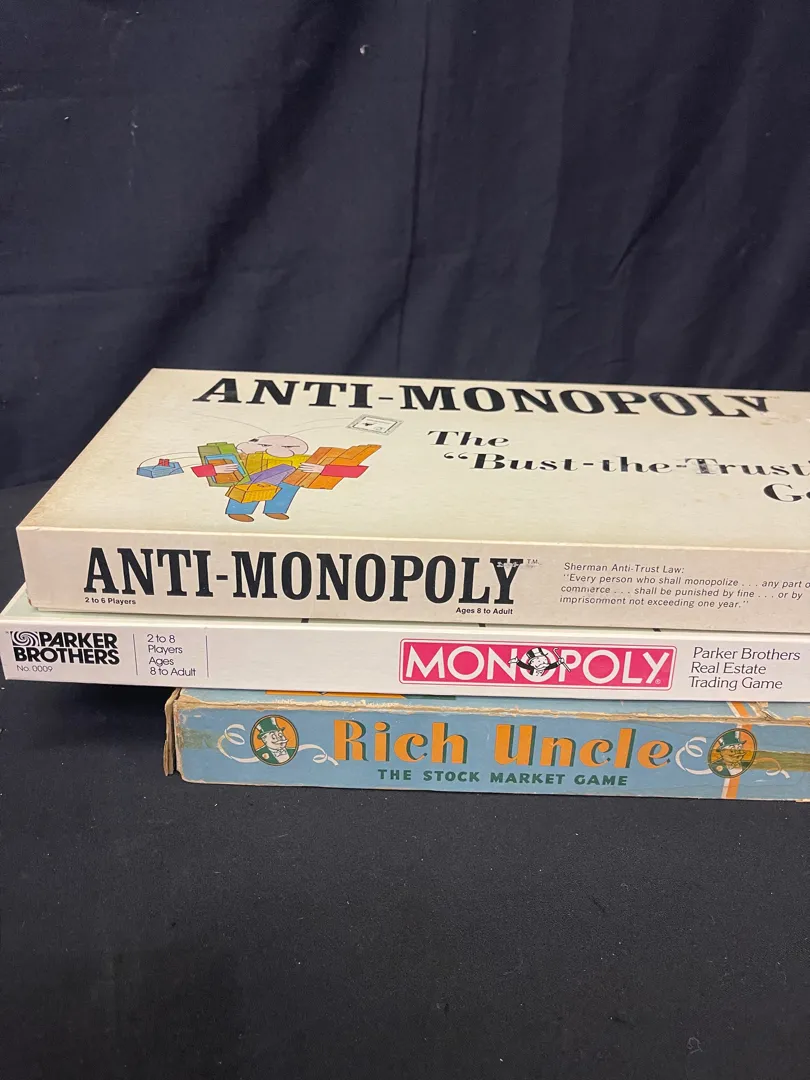 ANTI-MONOPOLY
The
"Bust-the-Trust"
ANTI-MONOPOLY TM
2 to 6 Players
Ages 8 to Adult
Sherman Anti-Trust Law:
"Every person who shall monopolize . . . any part
commerce . . . shall be punished by fine . . . or by
imprisonment not exceeding one year."
PARKER
BROTHERS
No. 0009
2 to 8
Players
Ages
8 to Adult
MONOPOLY®
Parker Brothers
Real Estate
Trading Game
Rich Uncle
THE STOCK MARKET GAME